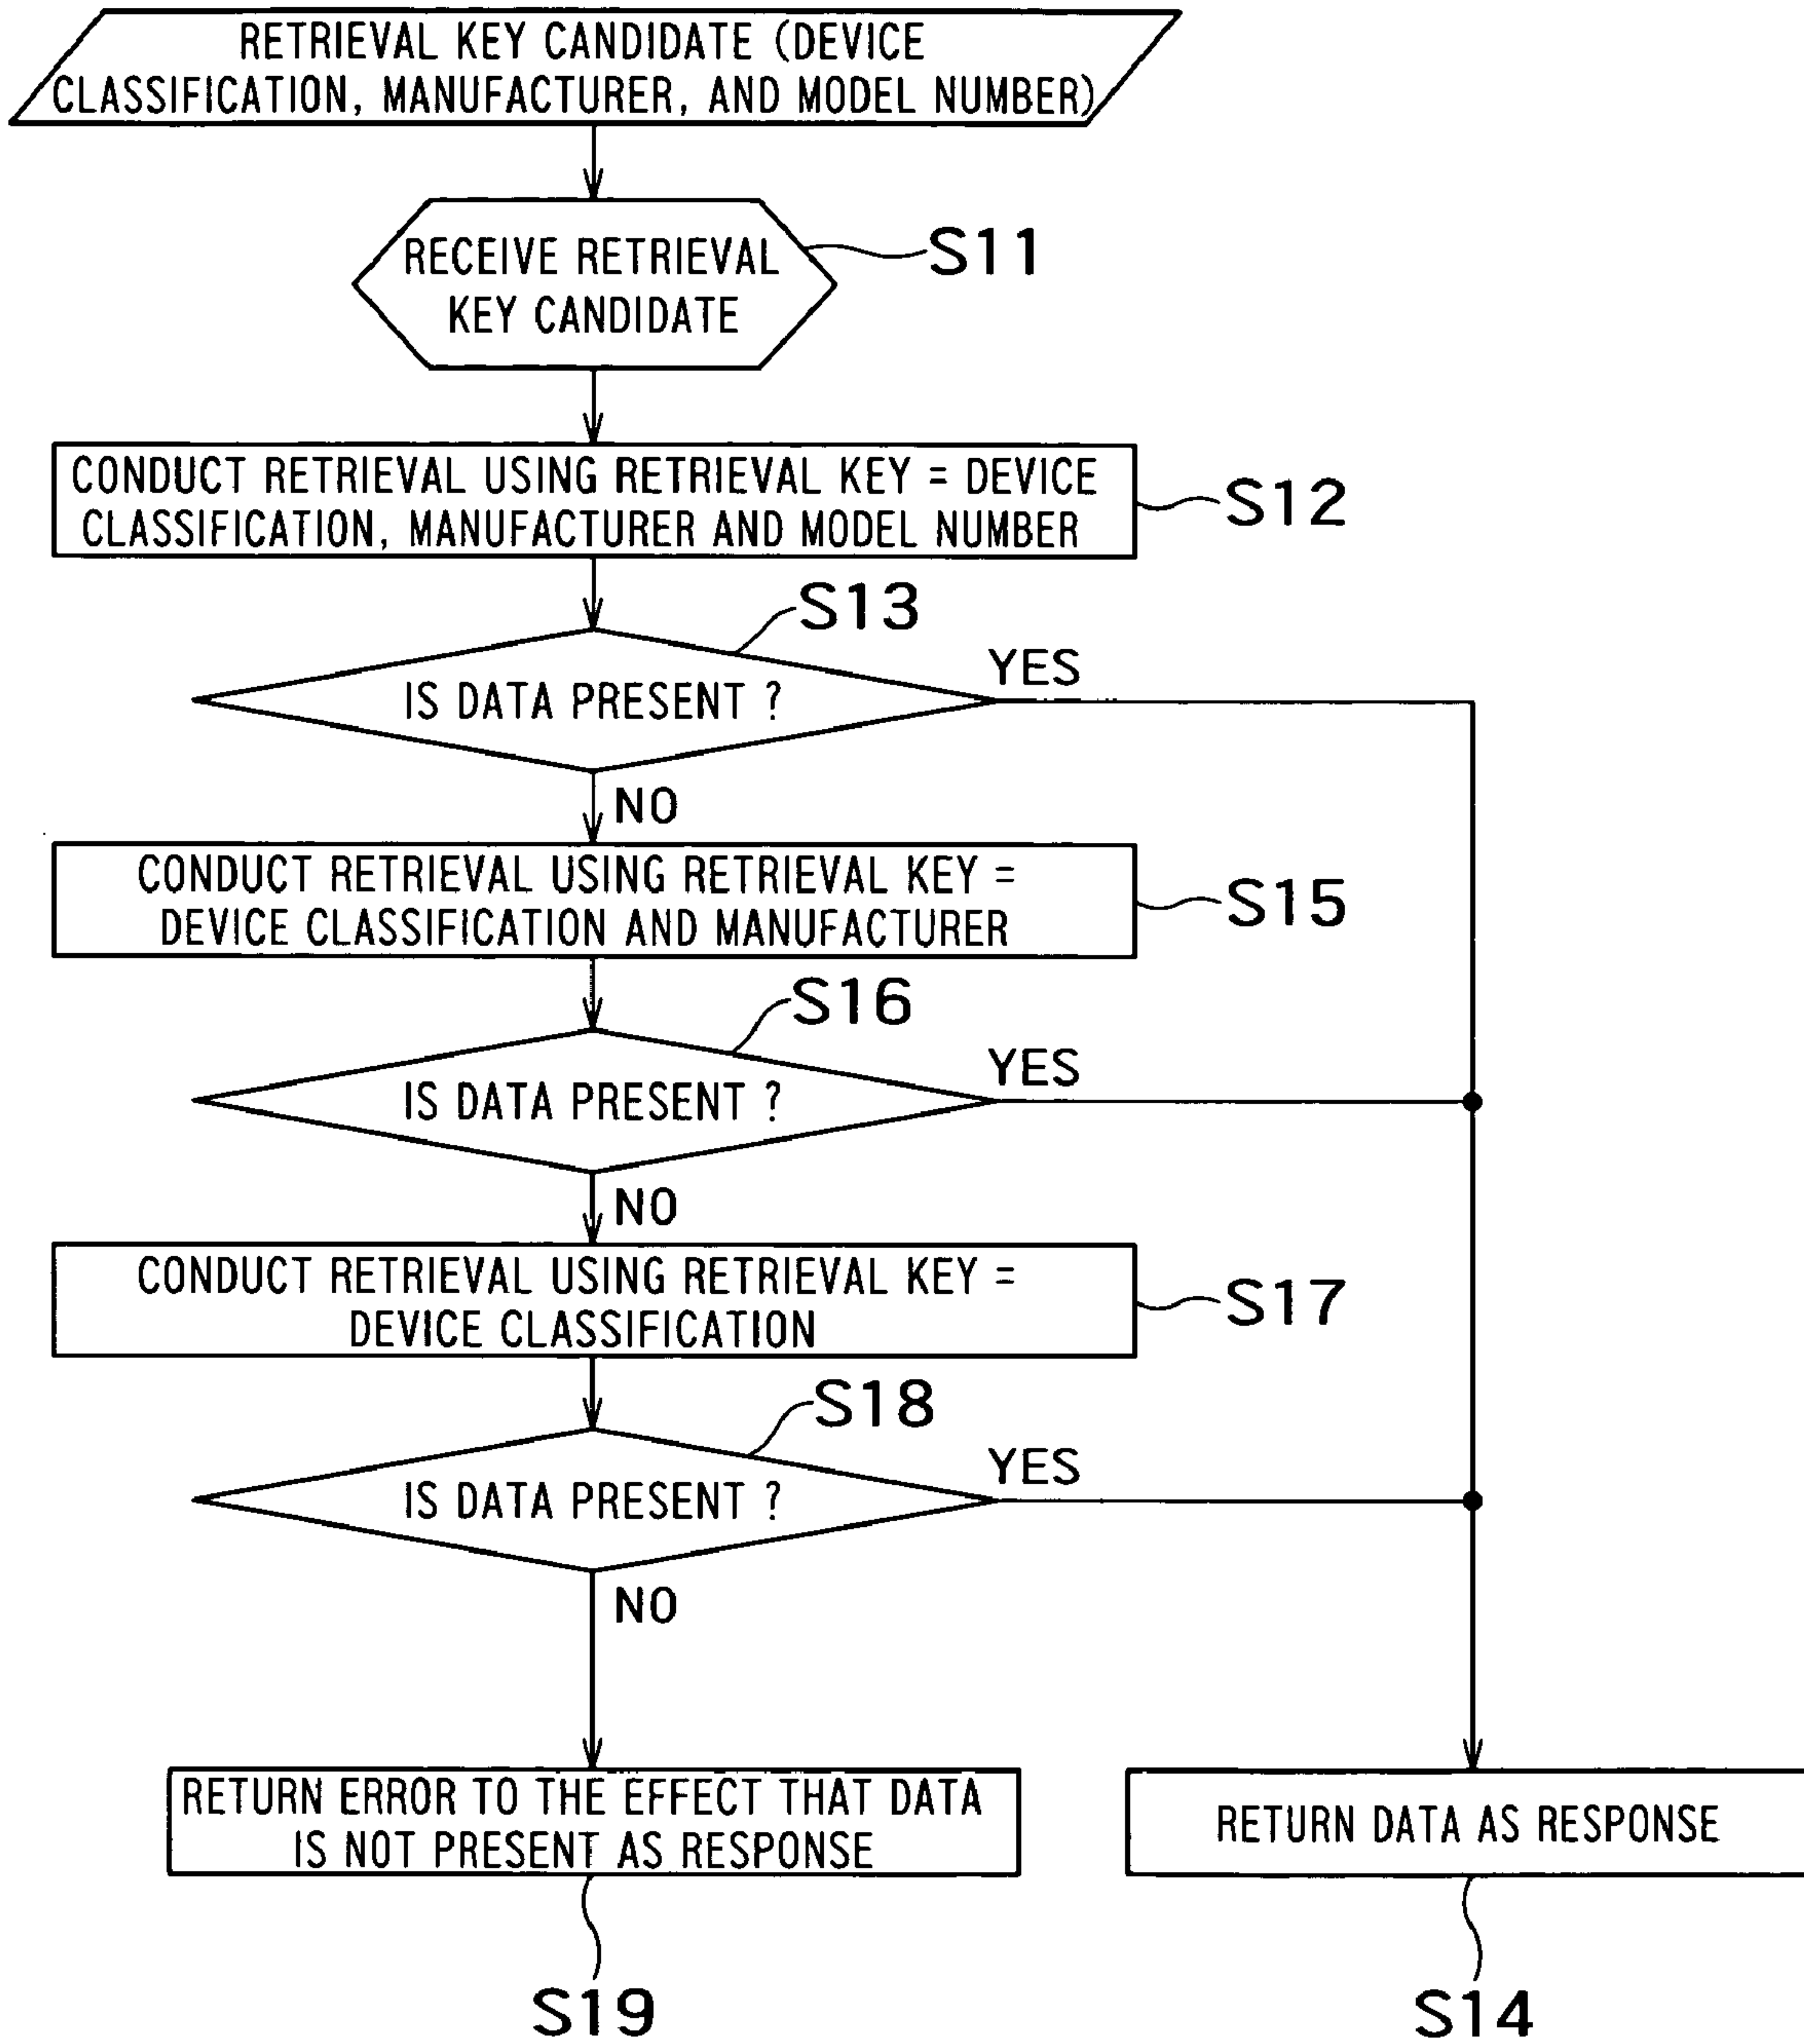 RETRIEVAL KEY CANDIDATE (DEVICE
CLASSIFICATION, MANUFACTURER, AND MODEL NUMBER)
RECEIVE RETRIEVAL
KEY CANDIDATE
S11
CONDUCT RETRIEVAL USING RETRIEVAL KEY = DEVICE
CLASSIFICATION, MANUFACTURER AND MODEL NUMBER
S12
S13
IS DATA PRESENT ?
YES
NO
CONDUCT RETRIEVAL USING RETRIEVAL KEY =
DEVICE CLASSIFICATION AND MANUFACTURER
S15
S16
IS DATA PRESENT ?
YES
NO
CONDUCT RETRIEVAL USING RETRIEVAL KEY =
DEVICE CLASSIFICATION
S17
S18
IS DATA PRESENT ?
YES
NO
RETURN ERROR TO THE EFFECT THAT DATA
IS NOT PRESENT AS RESPONSE
RETURN DATA AS RESPONSE
S19
S14